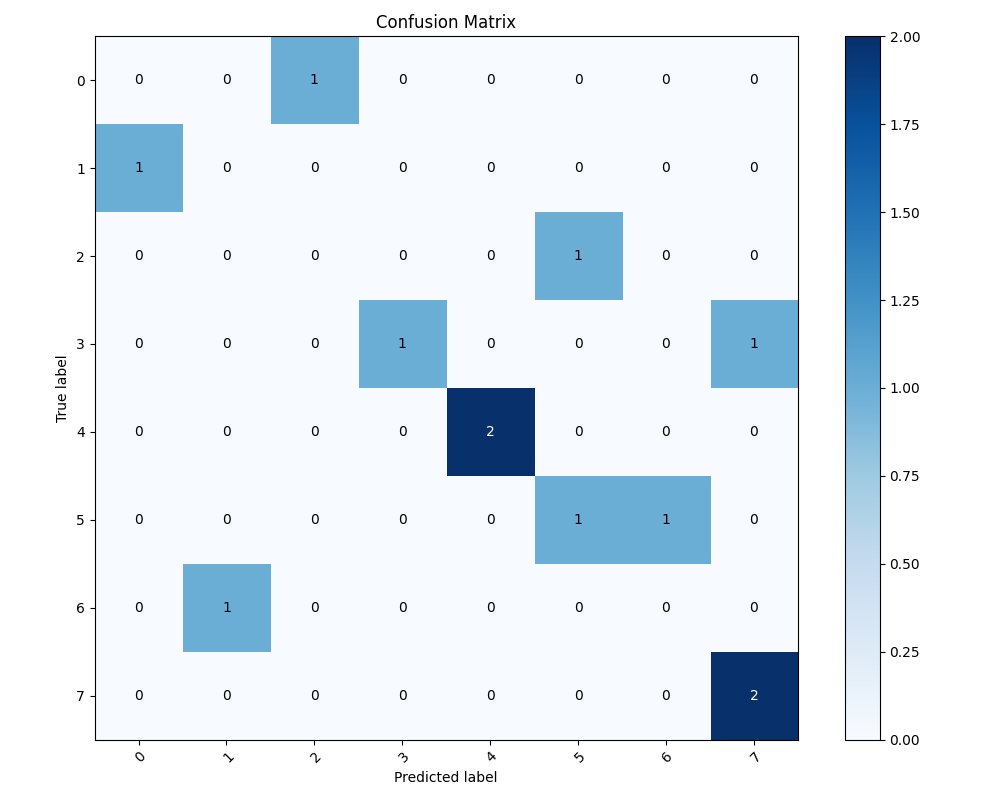 Confusion Matrix
0 0 0 1 0 0 0 0 0
1 1 0 0 0 0 0 0 0
2 0 0 0 0 0 1 0 0
3 0 0 0 1 0 0 0 1
4 0 0 0 0 2 0 0 0
5 0 0 0 0 0 1 1 0
6 0 1 0 0 0 0 0 0
7 0 0 0 0 0 0 0 2
0 1 2 3 4 5 6 7
True label
Predicted label
2.00
1.75
1.50
1.25
1.00
0.75
0.50
0.25
0.00